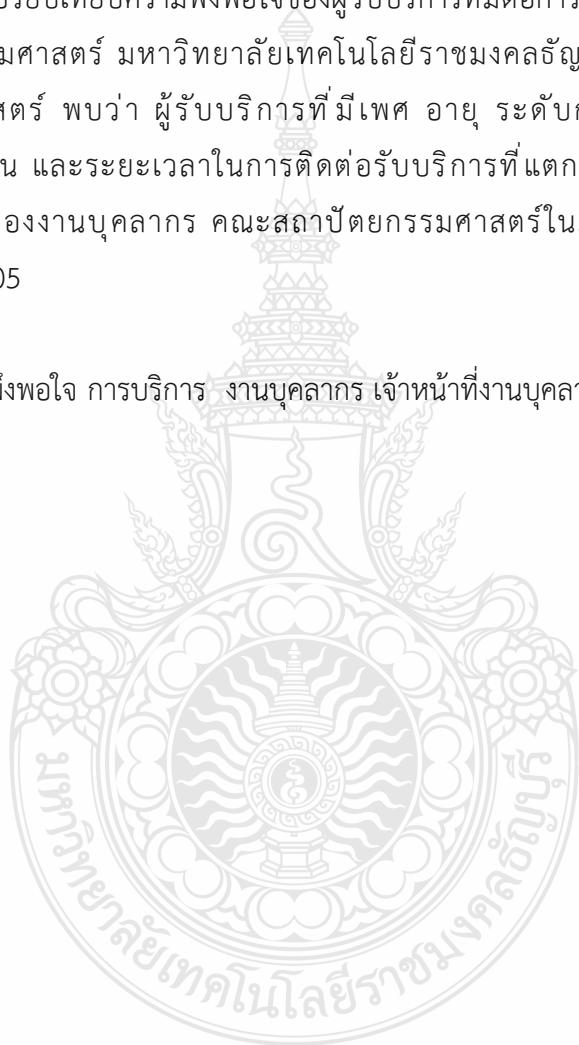 ปรียบเทียบความพึงพอใจของผู้รับบริการที่มีต่อการ
มศาสตร์ มหาวิทยาลัยเทคโนโลยีราชมงคลธัญ
สตร์ พบว่า ผู้รับบริการที่มีเพศ อายุ
น และระยะเวลาในการติดต่อรับบริการที่แตก
องงานบุคลากร คณะสถาปัตยกรรมศาสตร์ใน
05
พึงพอใจ การบริการ งานบุคลากร เจ้าหน้าที่งานบุคลา
มหาวิทยาลัยเทคโนโลยีราชมงคลธัญบุรี